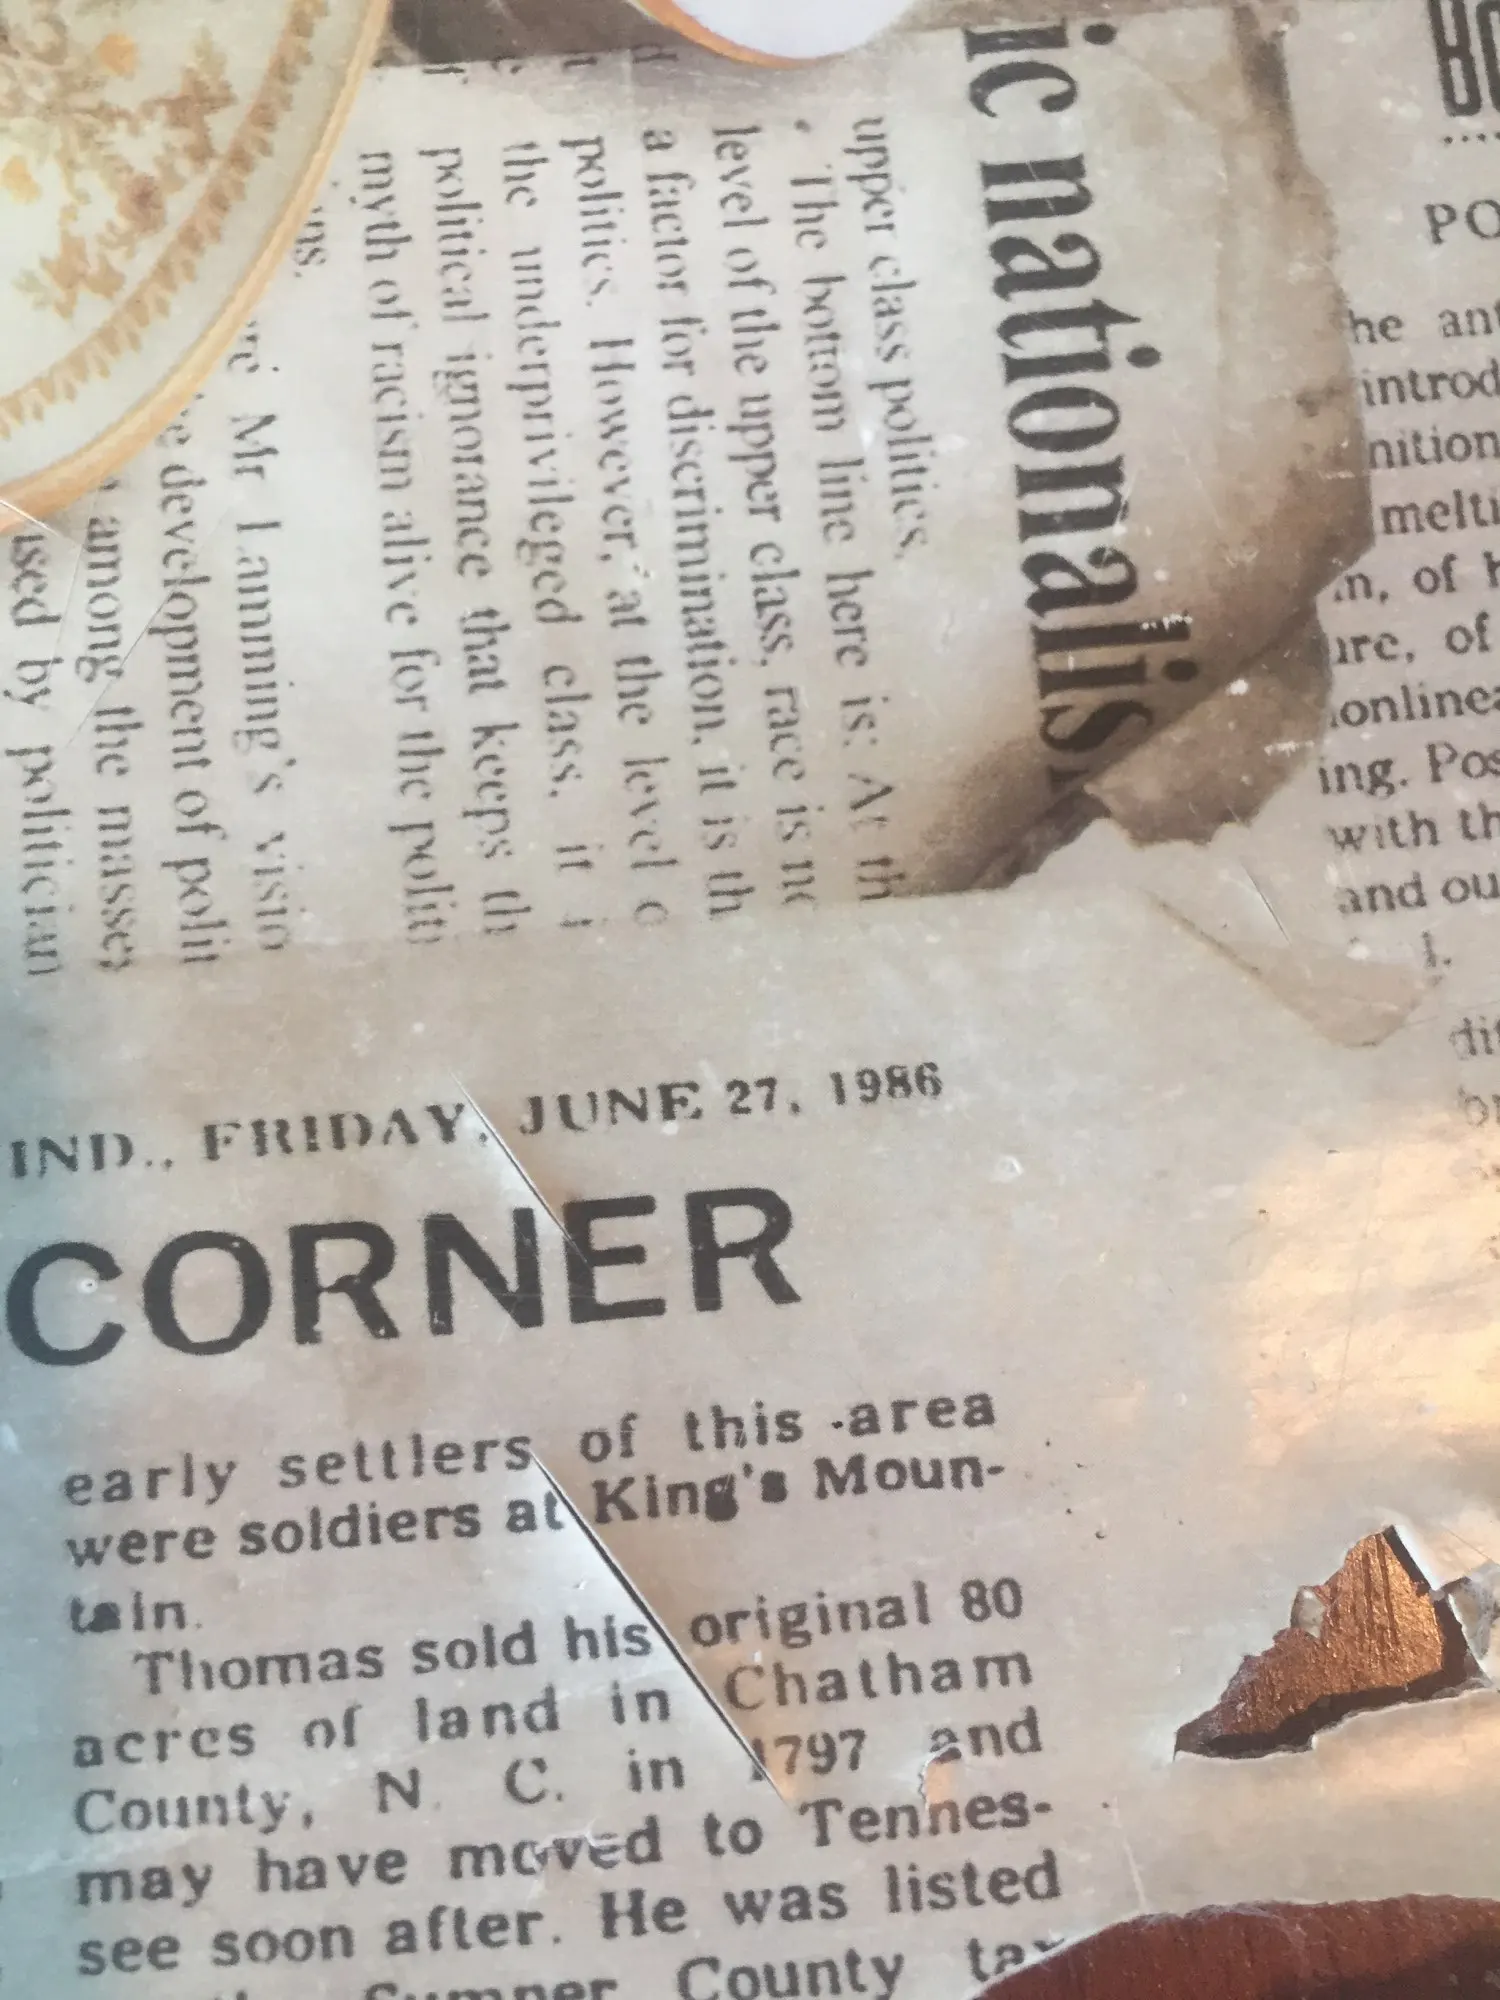 ic nationalis
upper class politics.
• The bottom line here is: At th
level of the upper class, race is no
a factor for discrimination, it is th
politics. However, at the level o
the underprivileged class, it i
political ignorance that keeps th
myth of racism alive for the politi
Mr Lamming's visio
development of polit
among the masses
by politician
PO
he ant
introd
nition
melti
of
ure, of
nonlinea
ing. Pos
with th
and ou
IND., FRIDAY, JUNE 27, 1986
CORNER
early settlers of this area
were soldiers at King's Moun-
tain.
Thomas sold his original 80
acres of land in Chatham
County, N. C. in 1797 and
may have moved to Tennes-
see soon after. He was listed
Sumner County tax